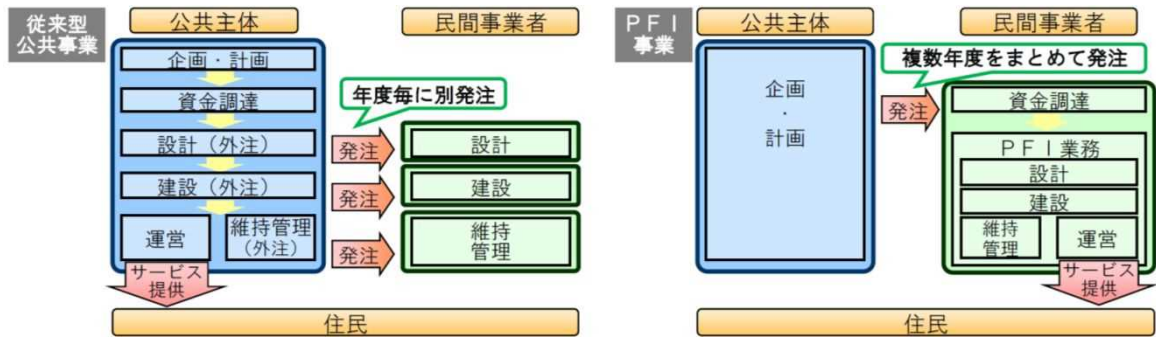 従来型
公共事業
公共主体
民間事業者
企画・計画
資金調達
設計（外注）
建設（外注）
運営
維持管理
（外注）
年度毎に別発注
発注
発注
発注
設計
建設
維持
管理
サービス
提供
住民
ＰＦＩ
事業
公共主体
民間事業者
企画
・
計画
複数年度をまとめて発注
発注
資金調達
ＰＦＩ業務
設計
建設
維持
管理
運営
サービス
提供
住民